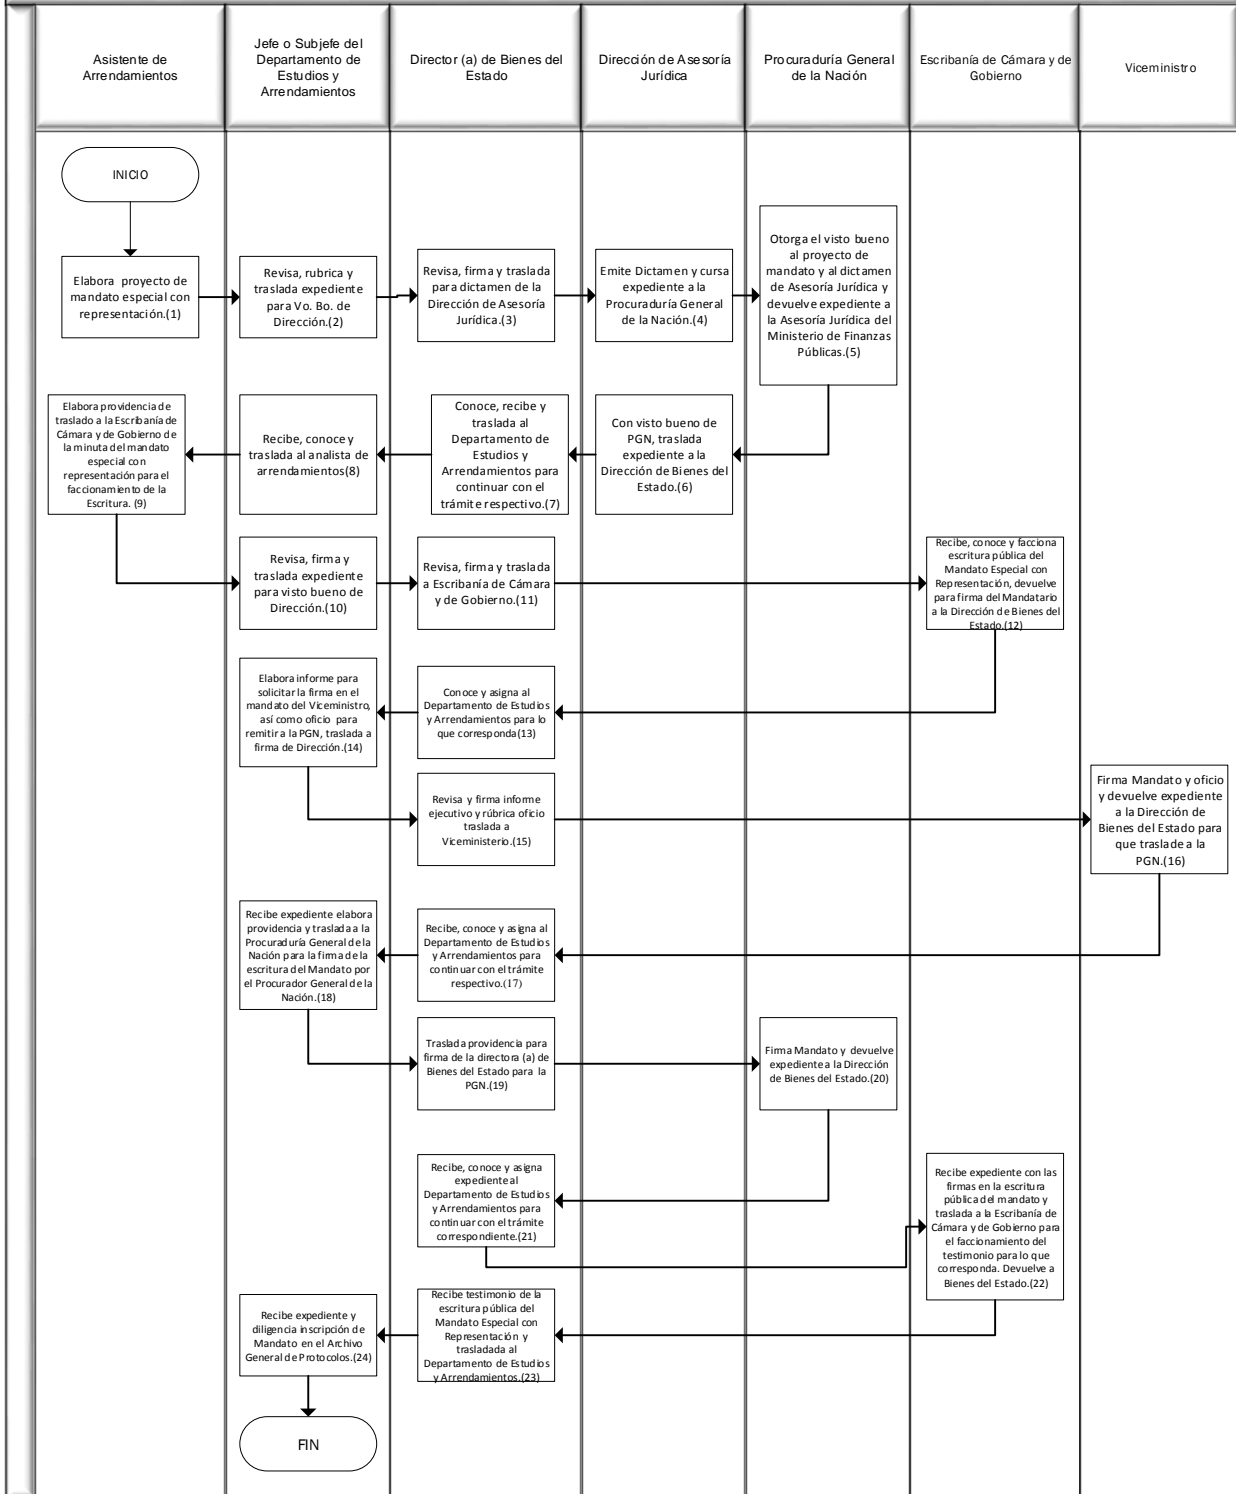 Asistente de
Arrendamientos
Jefe o Subjefe del
Departamento de
Estudios y
Arrendamientos
Director (a) de Bienes del
Estado
Dirección de Asesoría
Jurídica
Procuraduría General
de la Nación
Escribanía de Cámara y de
Gobierno
Viceministro
INICIO
Elabora proyecto de
mandato especial con
representación.(1)
Revisa, rubrica y
traslada expediente
para Vo. Bo. de
Dirección.(2)
Revisa, firma y traslada
para dictamen de la
Dirección de Asesoría
Jurídica.(3)
Emite Dictamen y cursa
expediente a la
Procuraduría General
de la Nación.(4)
Otorga el visto bueno
al proyecto de
mandato y al dictamen
de Asesoría Jurídica y
devuelve expediente a
la Asesoría Jurídica del
Ministerio de Finanzas
Públicas.(5)
Con visto bueno de
PGN, traslada
expediente a la
Dirección de Bienes del
Estado.(6)
Conoce, recibe y
traslada al
Departamento de
Estudios y
Arrendamientos para
continuar con el
trámite respectivo.(7)
Recibe, conoce y
traslada al analista de
arrendamientos(8)
Elabora providencia de
traslado a la Escribanía de
Cámara y de Gobierno de
la minuta del mandato
especial con
representación para el
faccionamiento de la
Escritura. (9)
Revisa, firma y
traslada expediente
para visto bueno de
Dirección.(10)
Revisa, firma y traslada
a Escribanía de Cámara
y de Gobierno.(11)
Recibe, conoce y facciona
escritura pública del
Mandato Especial con
Representación, devuelve
para firma del Mandatario
a la Dirección de Bienes del
Estado.(12)
Conoce y asigna al
Departamento de Estudios
y Arrendamientos para lo
que corresponda(13)
Elabora informe para
solicitar la firma en el
mandato del Viceministro,
así como oficio para
remitir a la PGN, traslada a
firma de Dirección.(14)
Revisa y firma informe
ejecutivo y rúbrica oficio
traslada a
Viceministerio.(15)
Firma Mandato y oficio
y devuelve expediente
a la Dirección de
Bienes del Estado para
que traslade a la
PGN.(16)
Recibe, conoce y asigna al
Departamento de Estudios
y Arrendamientos para
continuar con el trámite
respectivo.(17)
Recibe expediente elabora
providencia y traslada a la
Procuraduría General de la
Nación para la firma de la
escritura del Mandato por
el Procurador General de la
Nación.(18)
Traslada providencia para
firma de la directora (a) de
Bienes del Estado para la
PGN.(19)
Firma Mandato y devuelve
expediente a la Dirección
de Bienes del Estado.(20)
Recibe, conoce y asigna
expediente al
Departamento de Estudios
y Arrendamientos para
continuar con el trámite
correspondiente.(21)
Recibe expediente con las
firmas en la escritura
pública del mandato y
traslada a la Escribanía de
Cámara y de Gobierno para
el faccionamiento del
testimonio para lo que
corresponda. Devuelve a
Bienes del Estado.(22)
Recibe testimonio de la
escritura pública del
Mandato Especial con
Representación y
trasladada al
Departamento de Estudios
y Arrendamientos.(23)
Recibe expediente y
diligencia inscripción de
Mandato en el Archivo
General de Protocolos.(24)
FIN